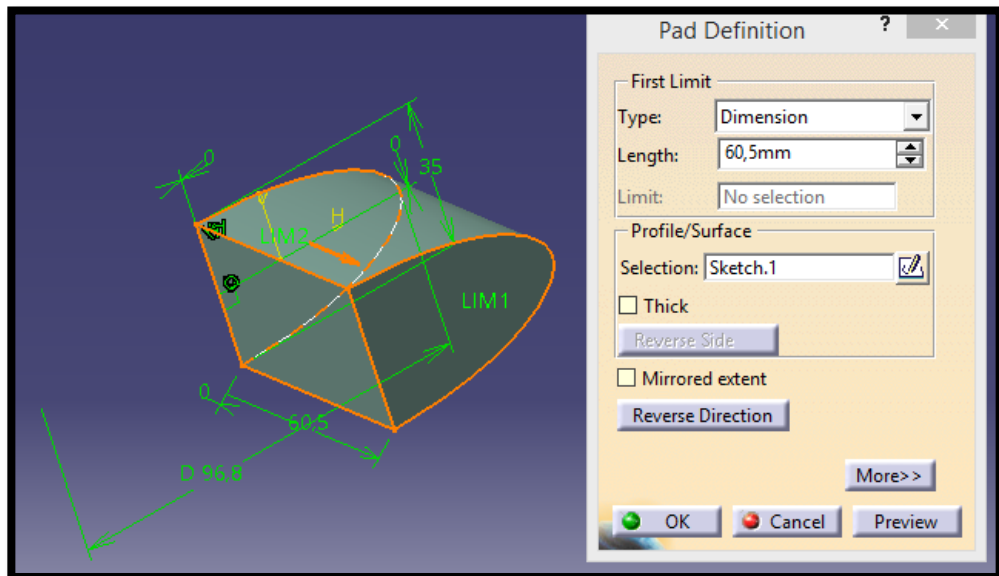 Pad Definition ? ×
First Limit
Type: Dimension
Length: 60,5mm
Limit: No selection
Profile/Surface
Selection: Sketch.1
Thick
Reverse Side
Mirrored extent
Reverse Direction
More>>
OK Cancel Preview
0
0
35
H
LIM2
LIM1
0
60,5
D 96,8